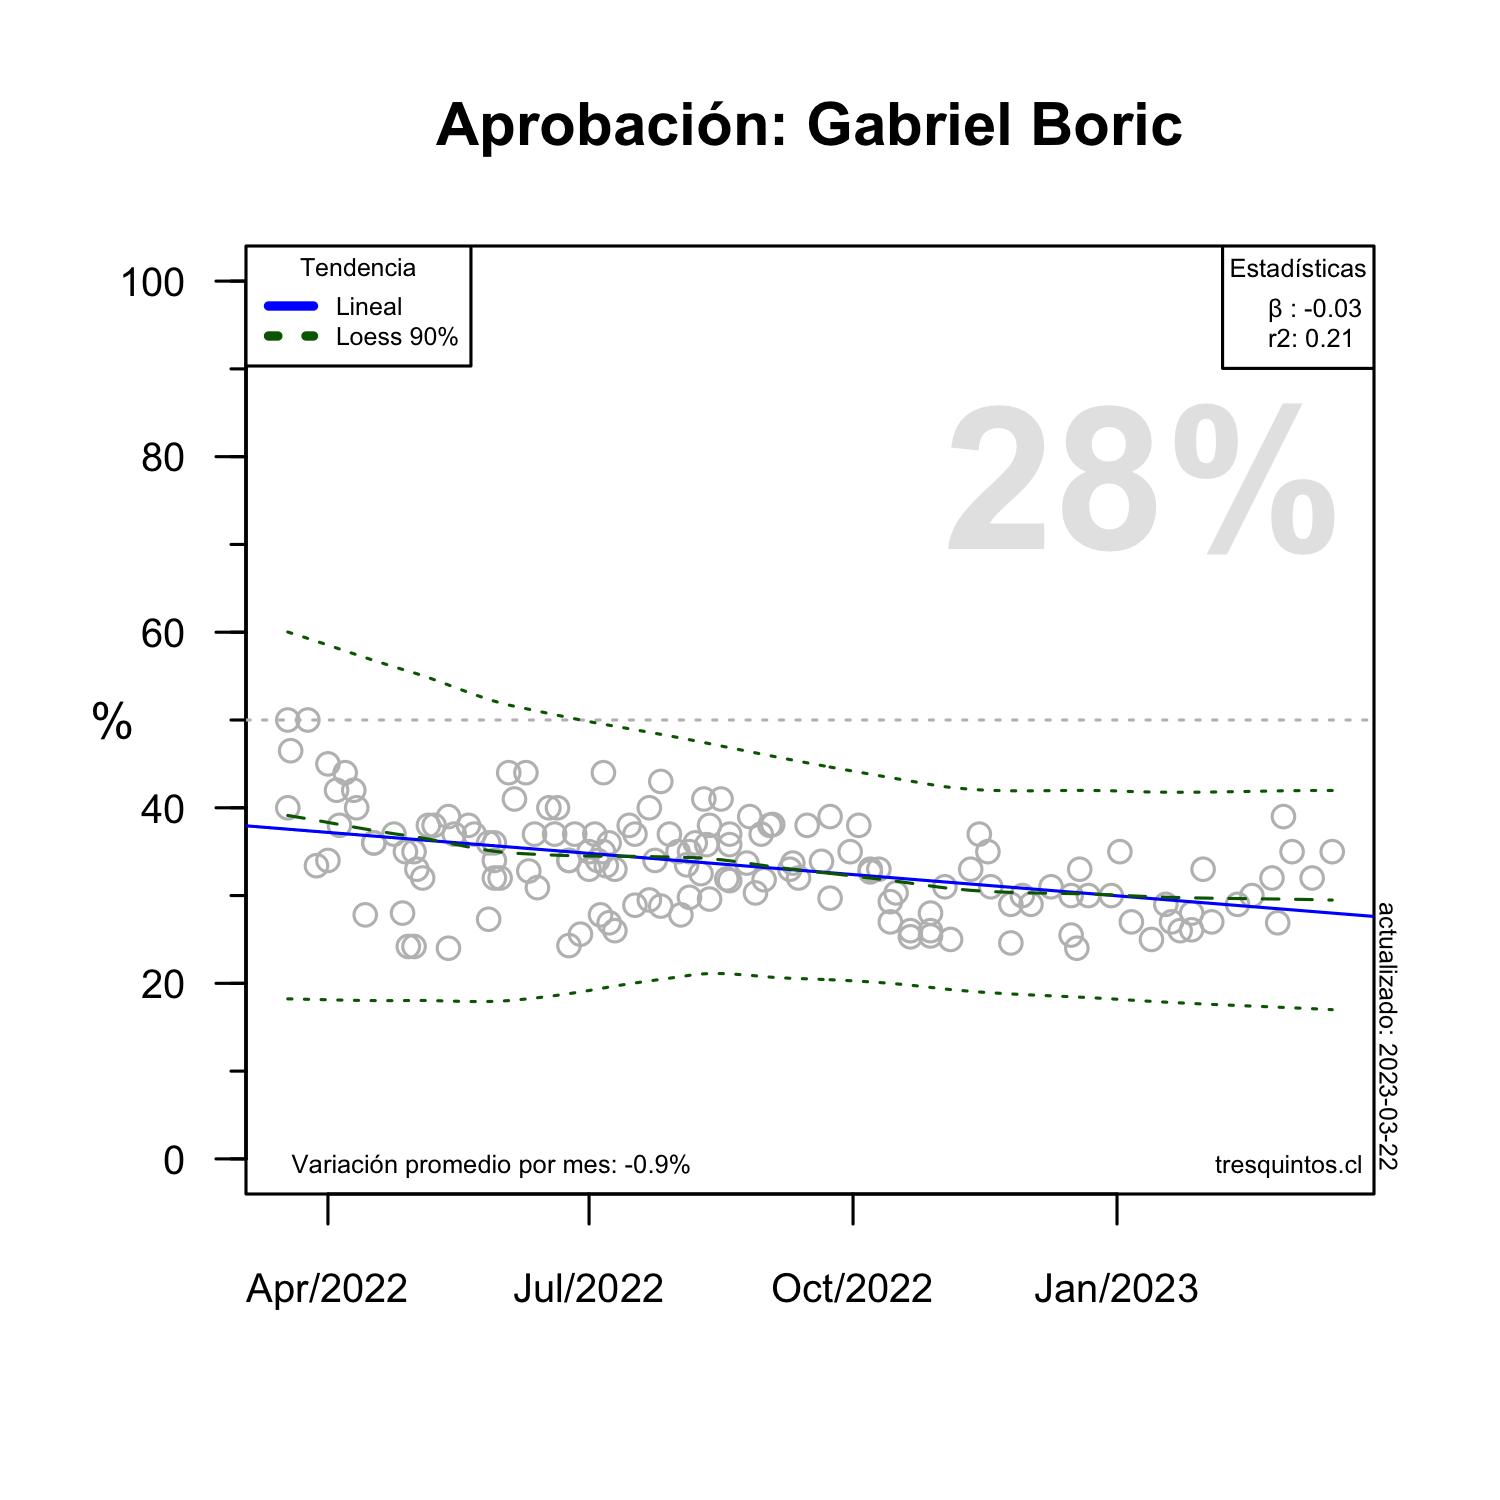 Aprobación: Gabriel Boric
Tendencia
Lineal
Loess 90%
Estadísticas
β : -0.03
r2: 0.21
28%
100
80
60
%
40
20
0
actualizado: 2023-03-22
Variación promedio por mes: -0.9%
tresquintos.cl
Apr/2022
Jul/2022
Oct/2022
Jan/2023